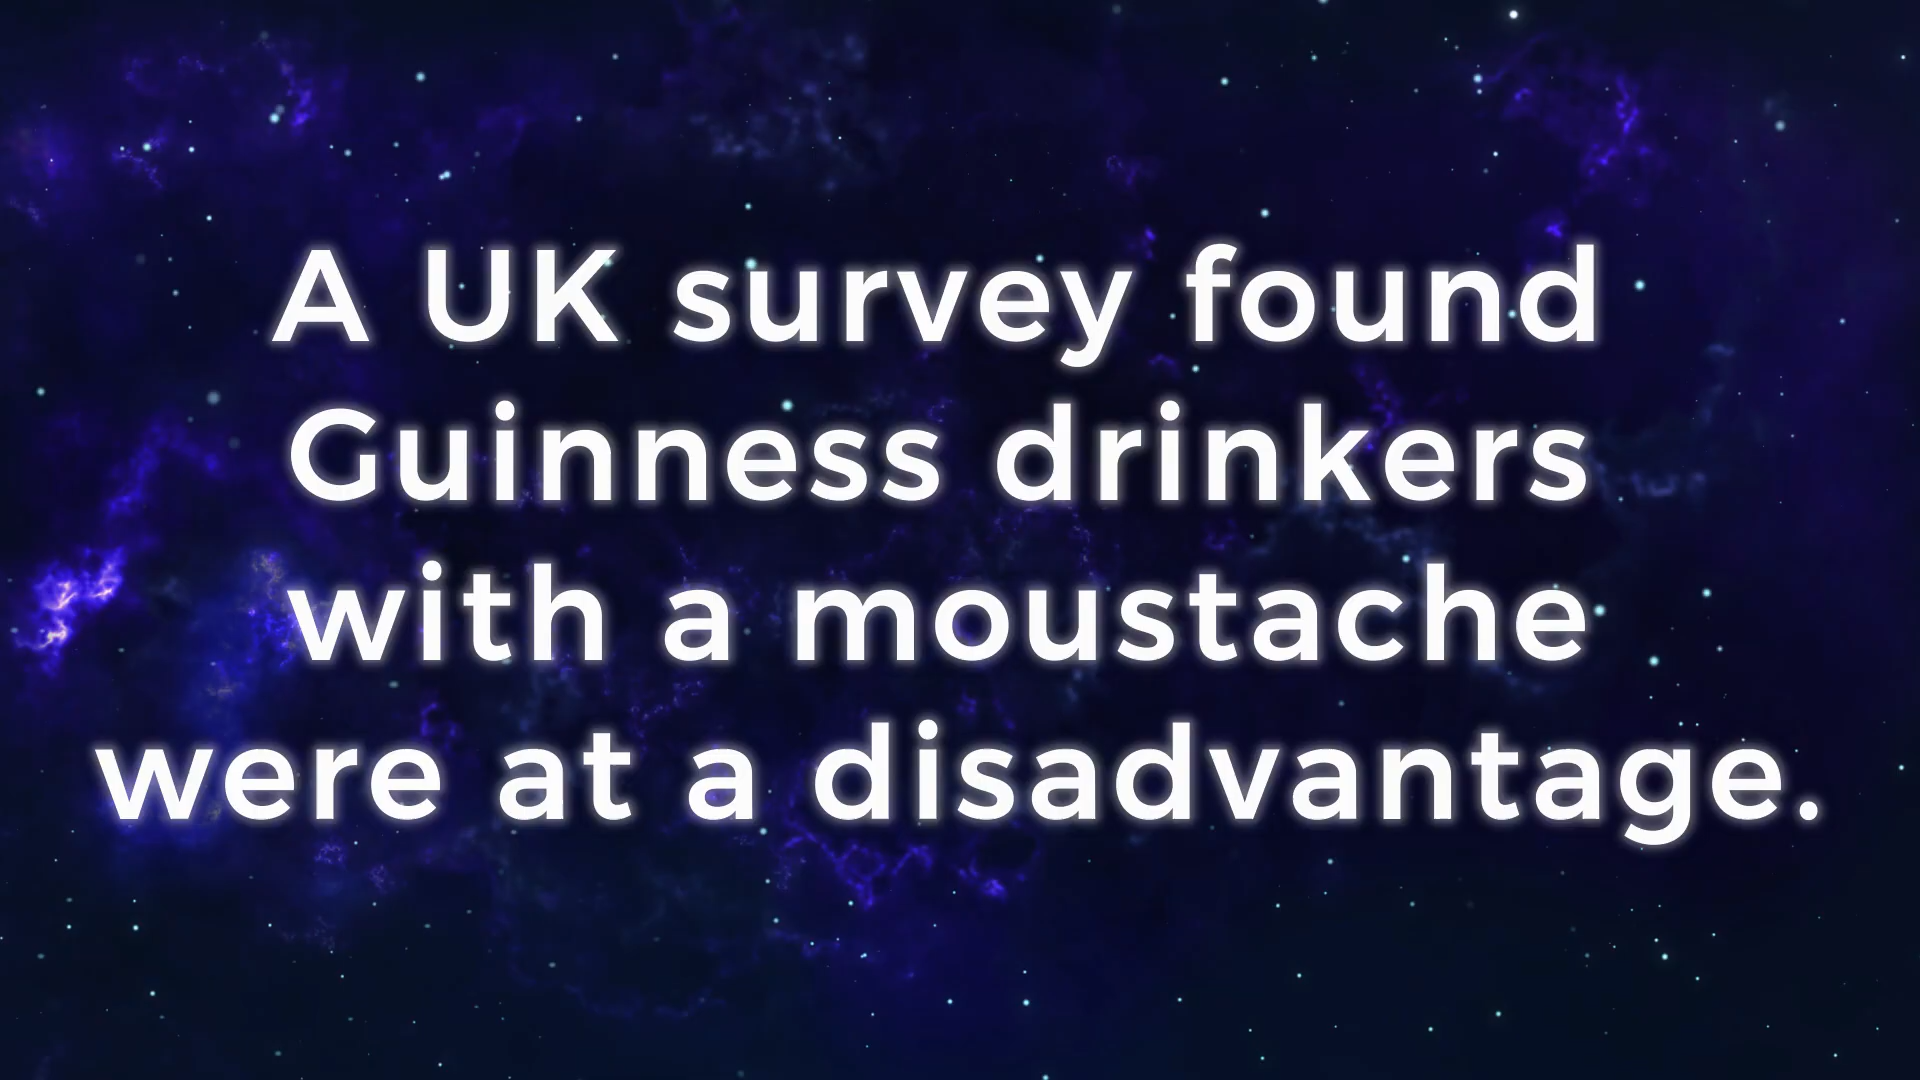 A UK survey found
Guinness drinkers
with a moustache
were at a disadvantage.